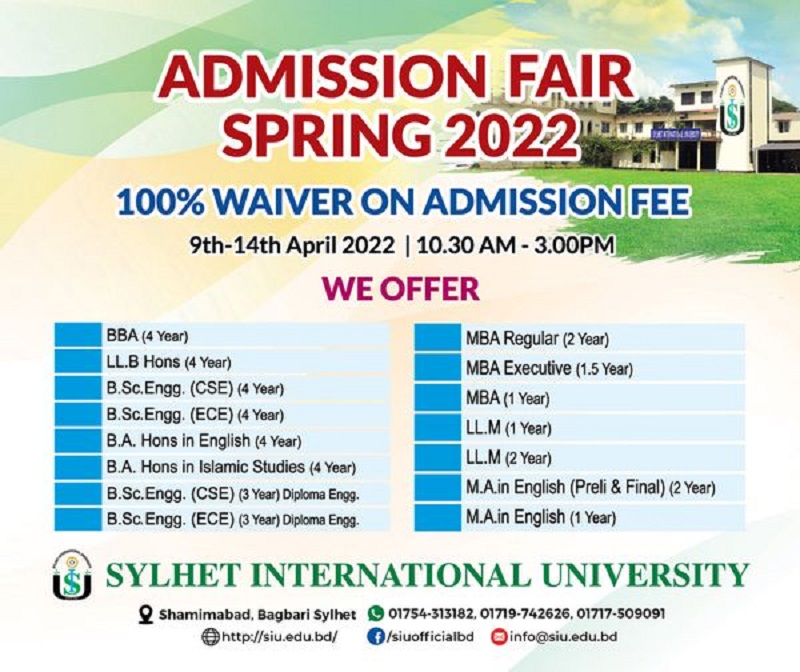 ADMISSION FAIR
SPRING 2022
100% WAIVER ON ADMISSION FEE
9th-14th April 2022 | 10.30 AM - 3.00PM
WE OFFER
BBA (4 Year)
LL.B Hons (4 Year)
B.Sc.Engg. (CSE) (4 Year)
B.Sc.Engg. (ECE) (4 Year)
B.A. Hons in English (4 Year)
B.A. Hons in Islamic Studies (4 Year)
B.Sc.Engg. (CSE) (3 Year) Diploma Engg.
B.Sc.Engg. (ECE) (3 Year) Diploma Engg.
MBA Regular (2 Year)
MBA Executive (1.5 Year)
MBA (1 Year)
LL.M (1 Year)
LL.M (2 Year)
M.A.in English (Preli & Final) (2 Year)
M.A.in English (1 Year)
SYLHET INTERNATIONAL UNIVERSITY
Shamimabad, Bagbari Sylhet 01754-313182, 01719-742626, 01717-509091
http://siu.edu.bd/ /siuofficialbd info@siu.edu.bd